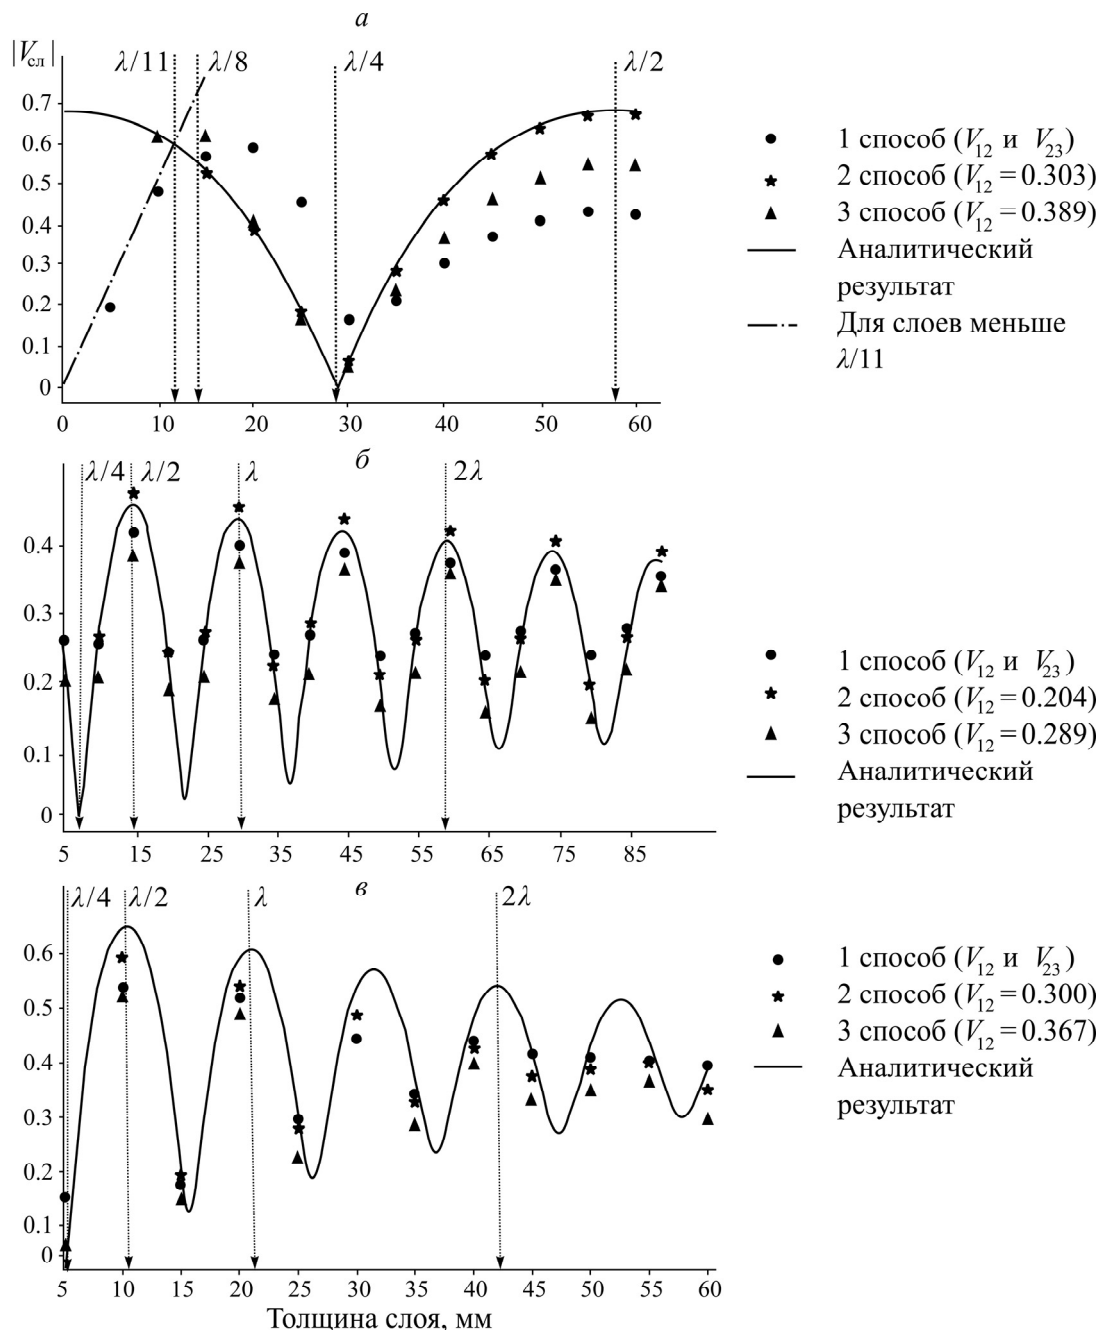 а
|Vсл|
λ/11
λ/8
λ/4
λ/2
0.7
0.6
0.5
0.4
0.3
0.2
0.1
0
0
10
20
30
40
50
60
1 способ (V12 и V23)
2 способ (V12 = 0.303)
3 способ (V12 = 0.389)
Аналитический
результат
Для слоев меньше
λ/11
б
λ/4
λ/2
λ
2λ
0.4
0.3
0.2
0.1
0
5
15
25
35
45
55
65
75
85
1 способ (V12 и V23)
2 способ (V12 = 0.204)
3 способ (V12 = 0.289)
Аналитический
результат
в
λ/4
λ/2
λ
2λ
0.6
0.5
0.4
0.3
0.2
0.1
0
5
10
15
20
25
30
35
40
45
50
55
60
Толщина слоя, мм
1 способ (V12 и V23)
2 способ (V12 = 0.300)
3 способ (V12 = 0.367)
Аналитический
результат